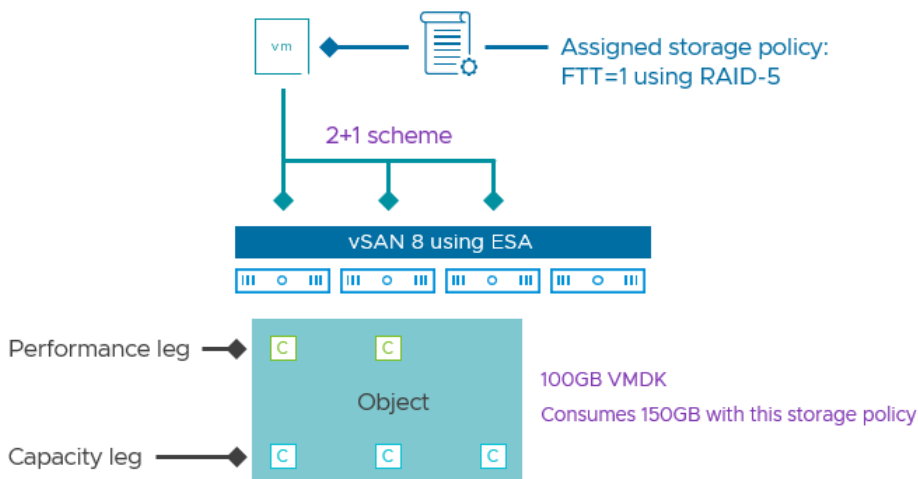 vm
Assigned storage policy:
FTT=1 using RAID-5
2+1 scheme
vSAN 8 using ESA
Performance leg
C
C
Object
100GB VMDK
Consumes 150GB with this storage policy
Capacity leg
C
C
C